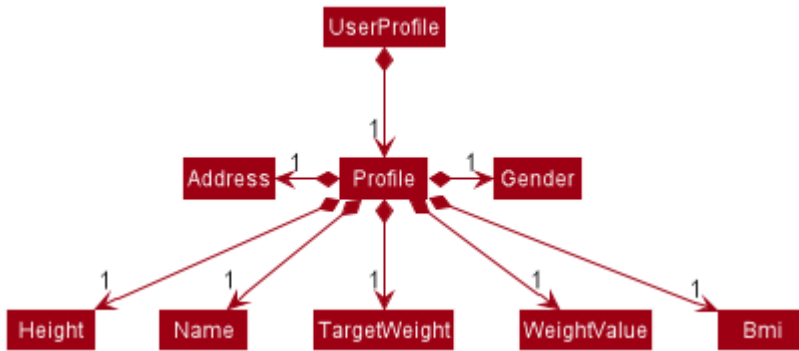 UserProfile
1
1
1
Address
Profile
Gender
1
1
1
1
1
Height
Name
TargetWeight
WeightValue
Bmi